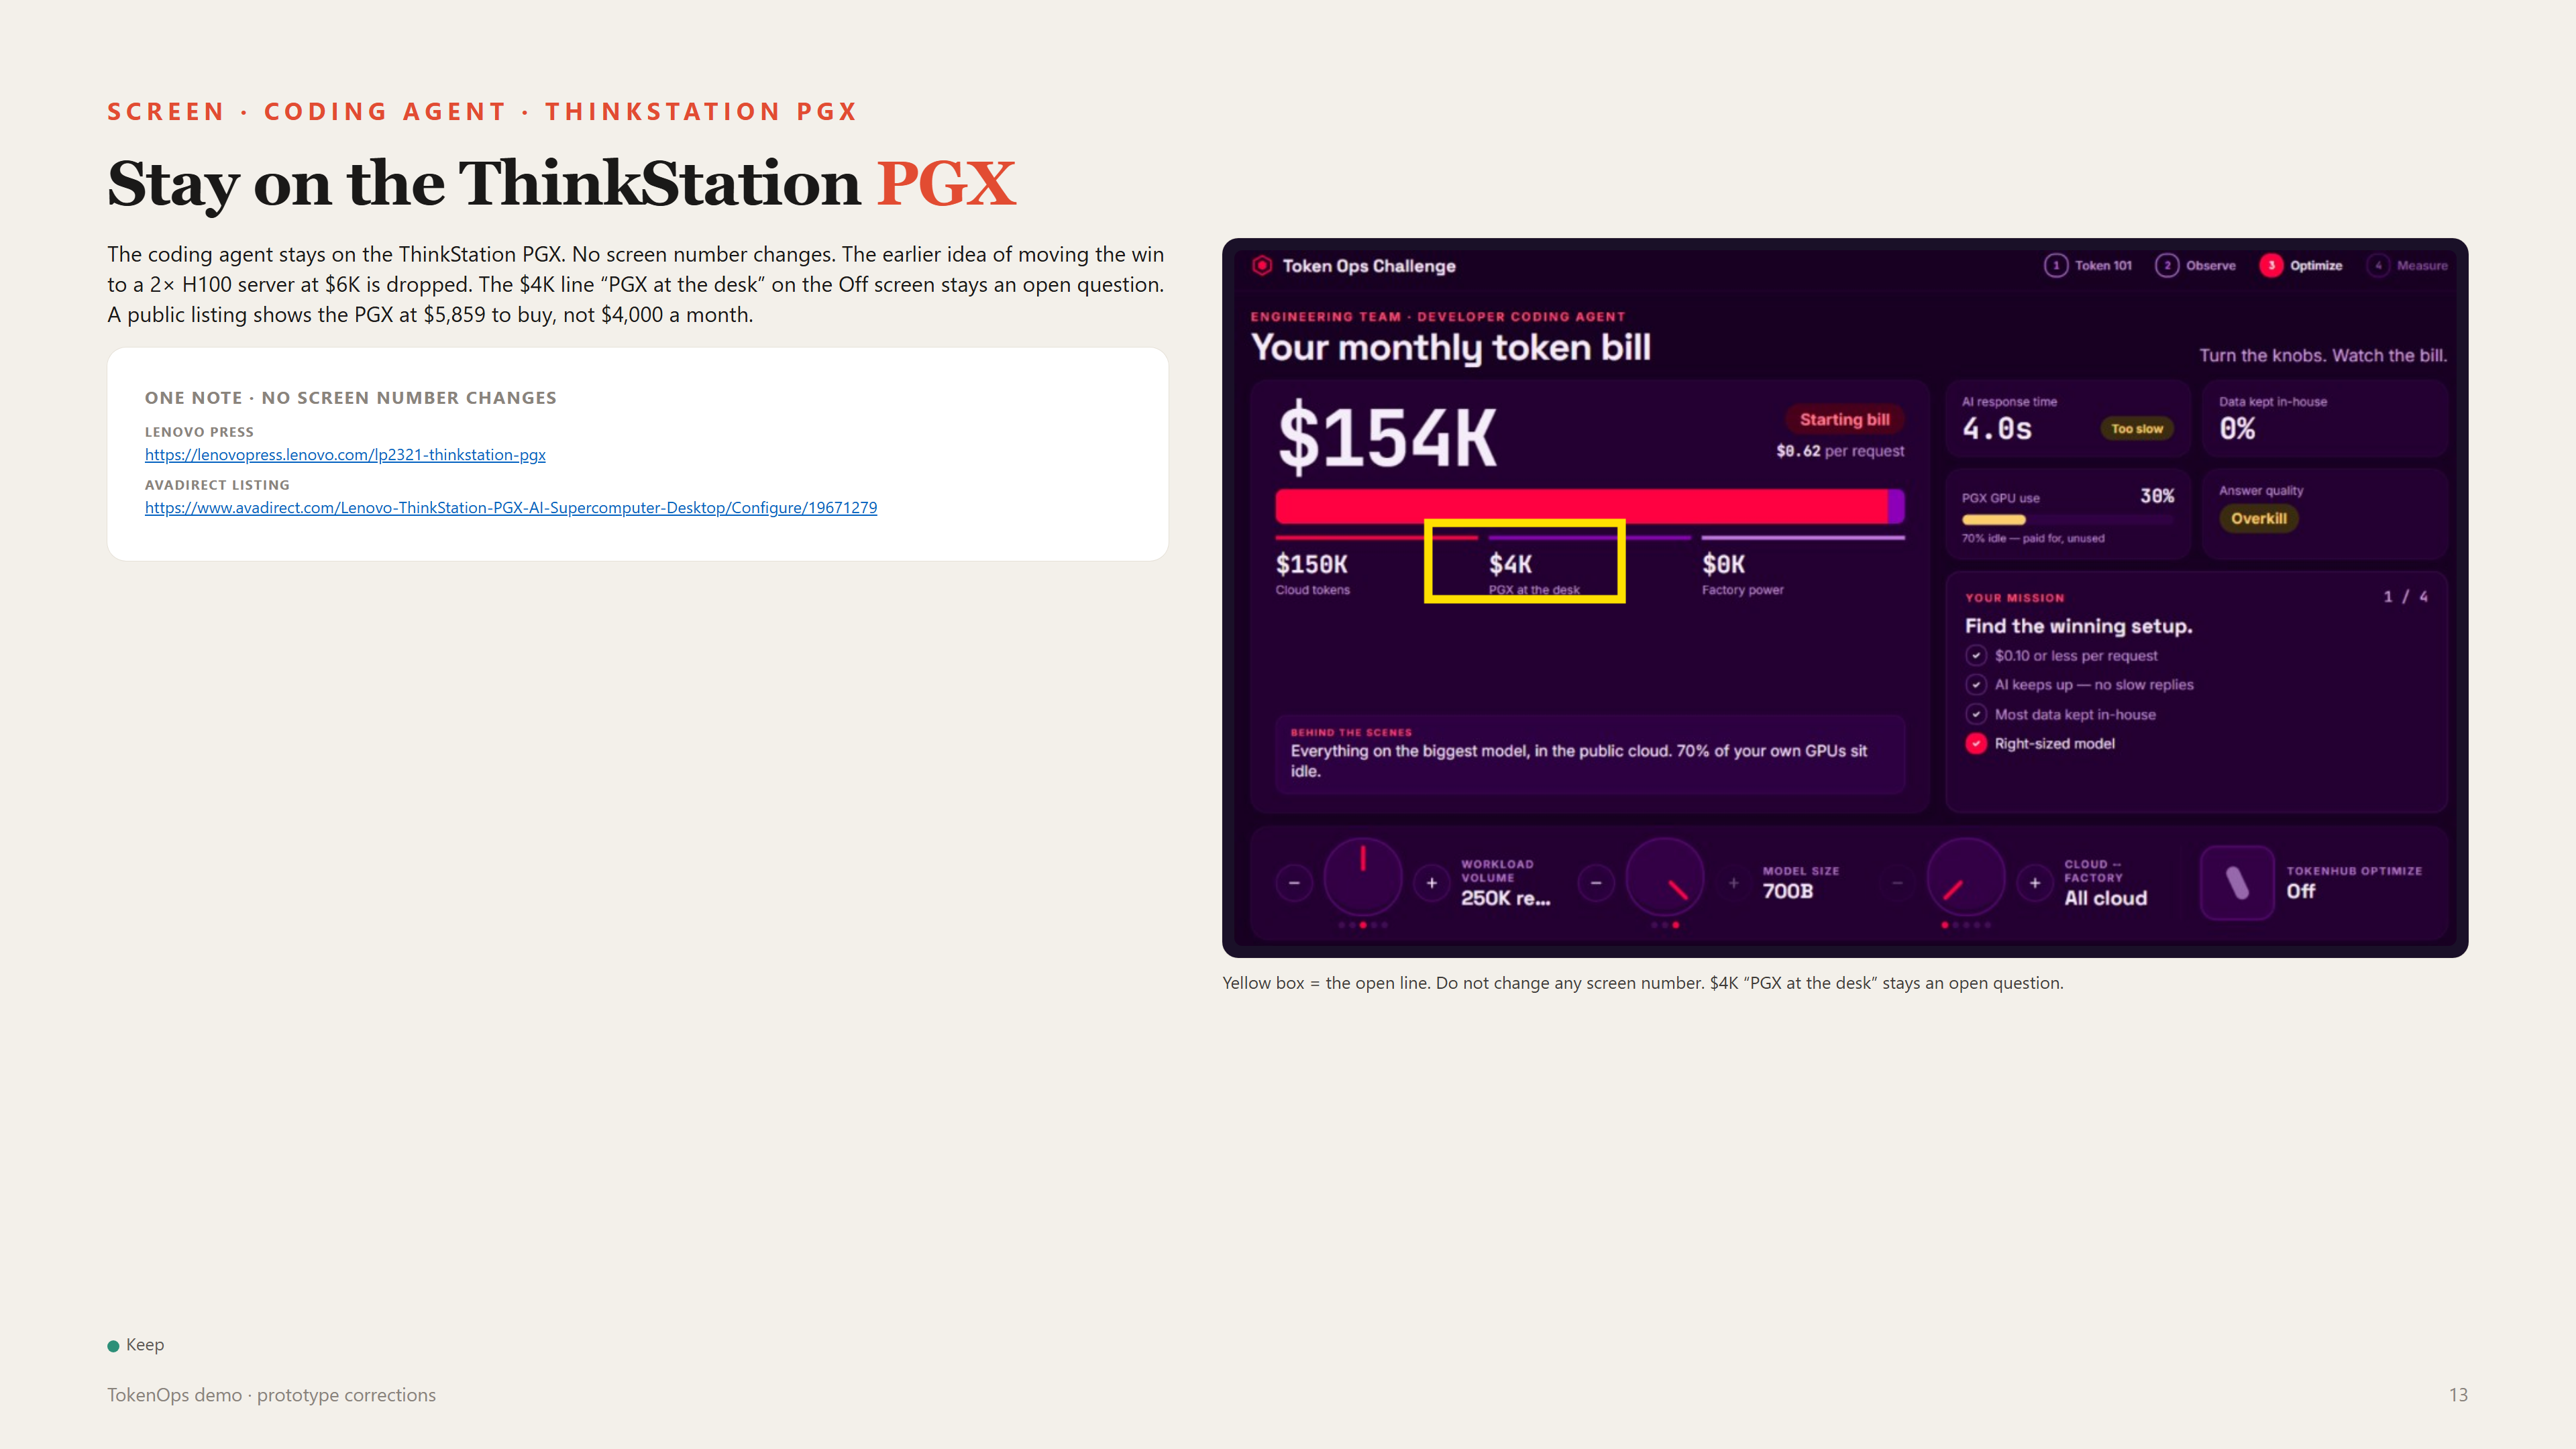 SCREEN · CODING AGENT · THINKSTATION PGX
Stay on the ThinkStation PGX
The coding agent stays on the ThinkStation PGX. No screen number changes. The earlier idea of moving the win
to a 2× H100 server at $6K is dropped. The $4K line “PGX at the desk” on the Off screen stays an open question.
A public listing shows the PGX at $5,859 to buy, not $4,000 a month.
ONE NOTE · NO SCREEN NUMBER CHANGES
LENOVO PRESS
https://lenovopress.lenovo.com/lp2321-thinkstation-pgx
AVADIRECT LISTING
https://www.avadirect.com/Lenovo-ThinkStation-PGX-AI-Supercomputer-Desktop/Configure/19671279
Token Ops Challenge
1 Token 101 2 Observe 3 Optimize 4 Measure
ENGINEERING TEAM · DEVELOPER CODING AGENT
Your monthly token bill
Turn the knobs. Watch the bill.
$154K
Starting bill
$0.62 per request
$150K
Cloud tokens
$4K
PGX at the desk
$0K
Factory power
BEHIND THE SCENES
Everything on the biggest model, in the public cloud. 70% of your own GPUs sit
idle.
AI response time
4.0s
Too slow
Data kept in-house
0%
PGX GPU use
30%
70% idle — paid for, unused
Answer quality
Overkill
YOUR MISSION
1 / 4
Find the winning setup.
$0.10 or less per request
AI keeps up — no slow replies
Most data kept in-house
Right-sized model
WORKLOAD
VOLUME
250K re...
MODEL SIZE
700B
CLOUD ↔
FACTORY
All cloud
TOKENHUB OPTIMIZE
Off
Yellow box = the open line. Do not change any screen number. $4K “PGX at the desk” stays an open question.
Keep
TokenOps demo · prototype corrections
13